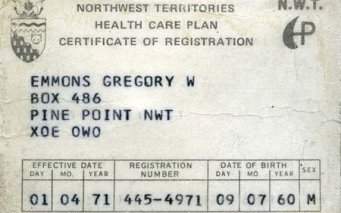 NORTHWEST TERRITORIES N.W.T.
HEALTH CARE PLAN
CERTIFICATE OF REGISTRATION
EMMONS GREGORY W
BOX 486
PINE POINT NWT
XOE OWO
EFFECTIVE DATE REGISTRATION NUMBER DATE OF BIRTH SEX
DAY MO. YEAR DAY MO. YEAR
01 04 71 445-4971 09 07 60 M